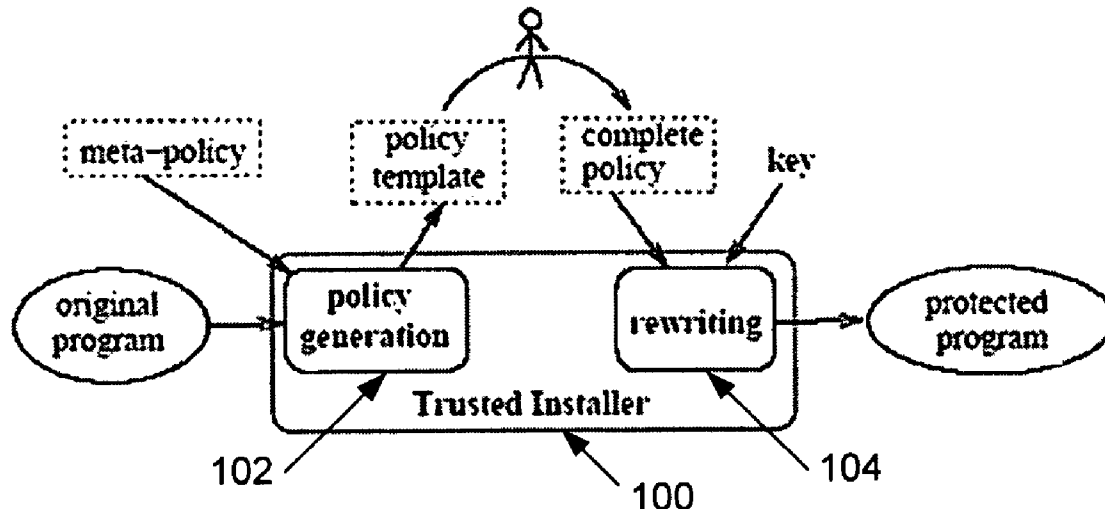 meta-policy
policy
template
complete
policy
key
original
program
policy
generation
rewriting
protected
program
Trusted Installer
102
100
104